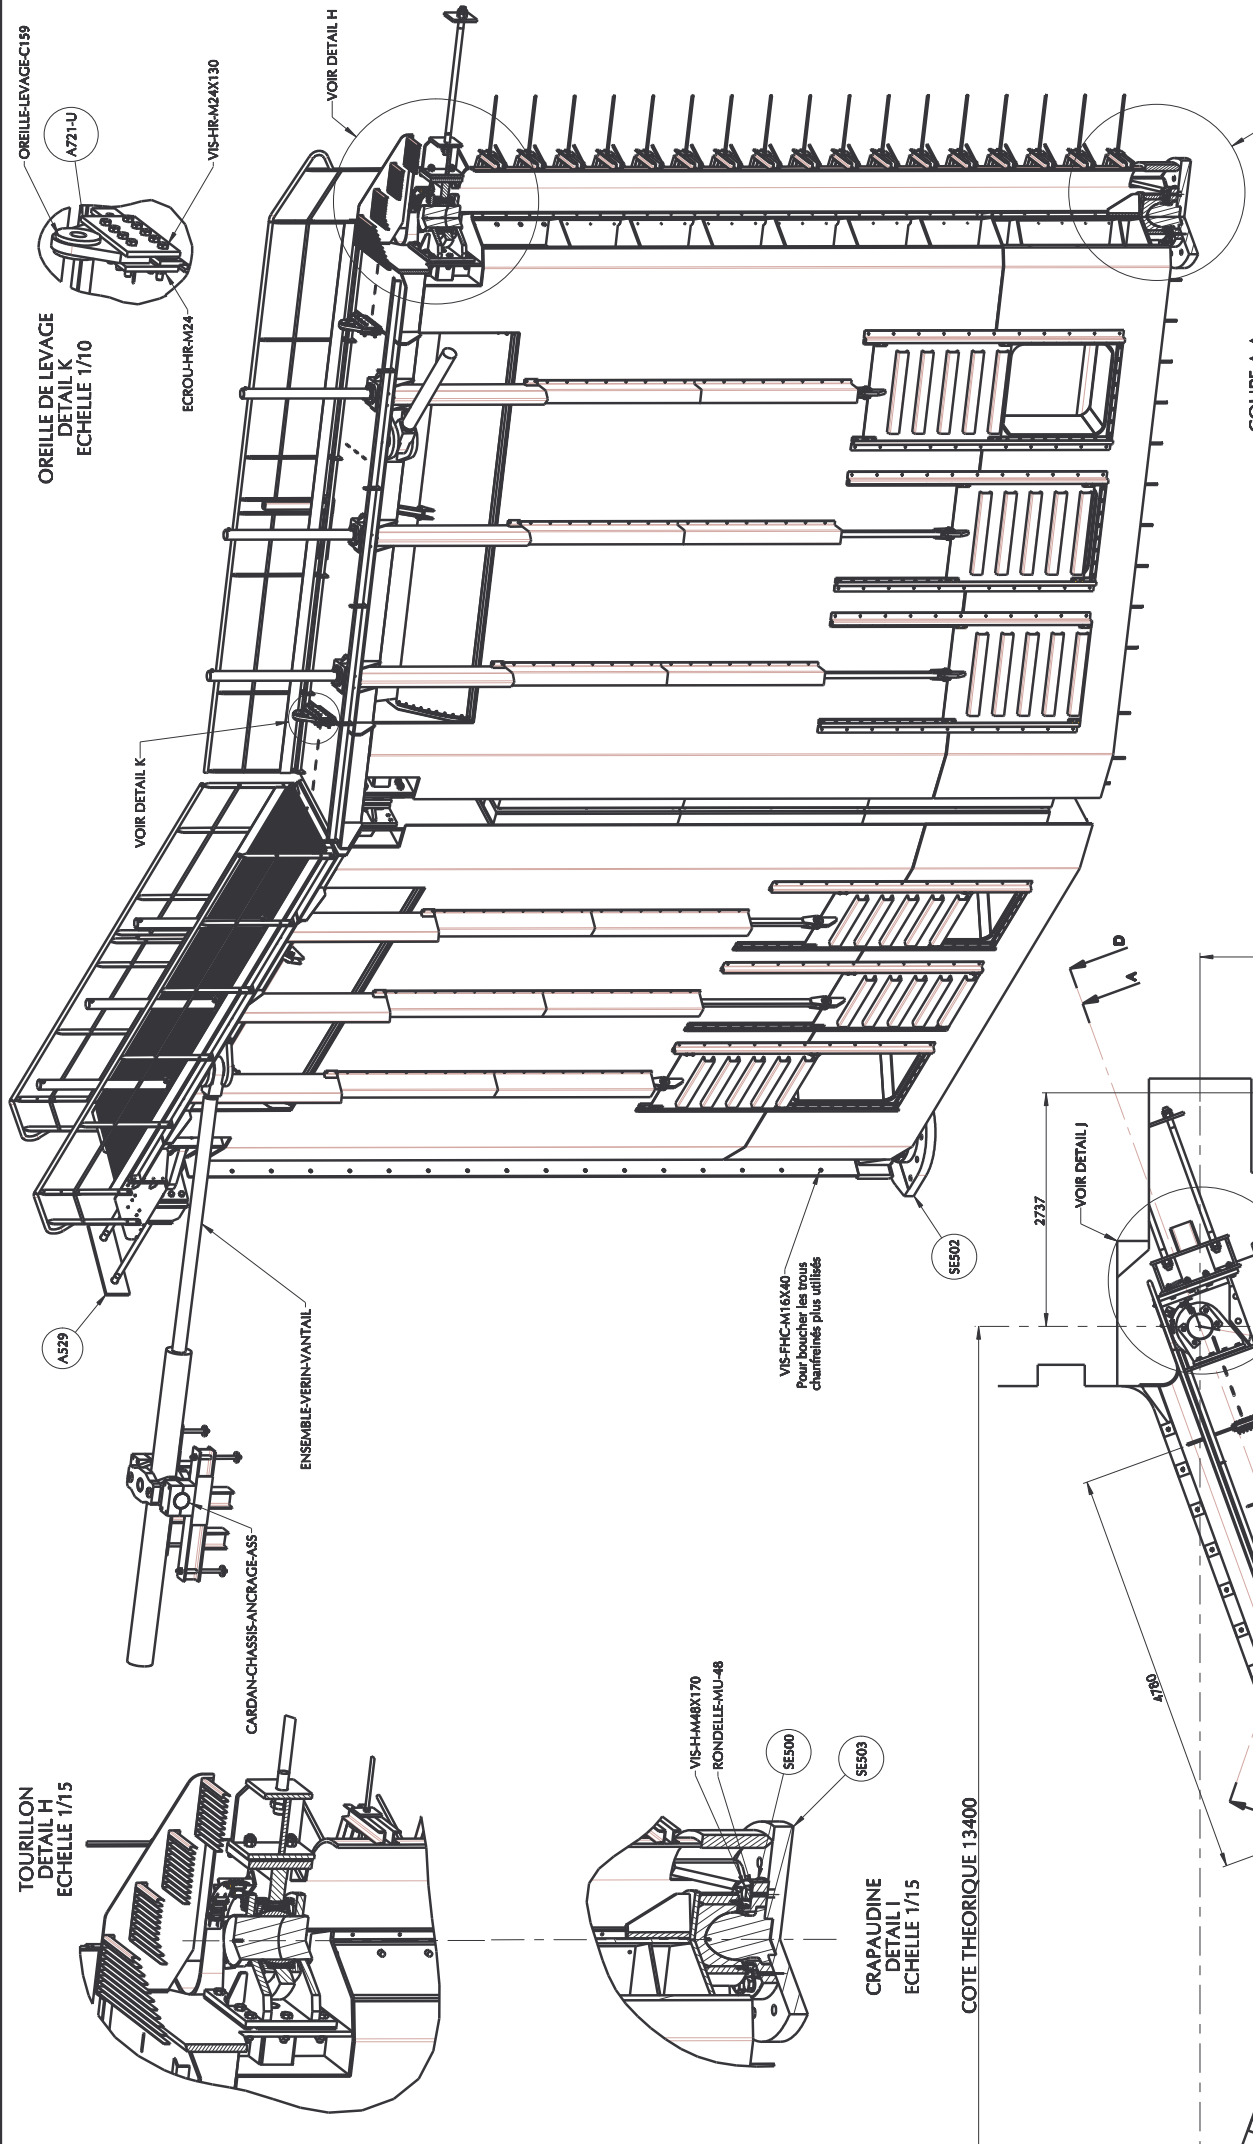 OREILLE-LEVAGE-C159
A721-U
VIS-HR-M24X130
OREILLE DE LEVAGE
DETAIL K
ECHELLE 1/10
ECROU-HR-M24
VOIR DETAIL H
VOIR DETAIL K
A529
ENSEMBLE-VERIN-VANTAIL
CARDAN-CHASSIS-ANCRAGE-ASS
VIS-FHC-M16X40
Pour boucher les trous
chanfreinés plus utilisés
SE502
TOURILLON
DETAIL H
ECHELLE 1/15
VIS-H-M48X170
RONDELLE-MU-48
SE500
SE503
CRAPAUDINE
DETAIL I
ECHELLE 1/15
COTE THEORIQUE 13400
D
A
2737
VOIR DETAIL J
4780